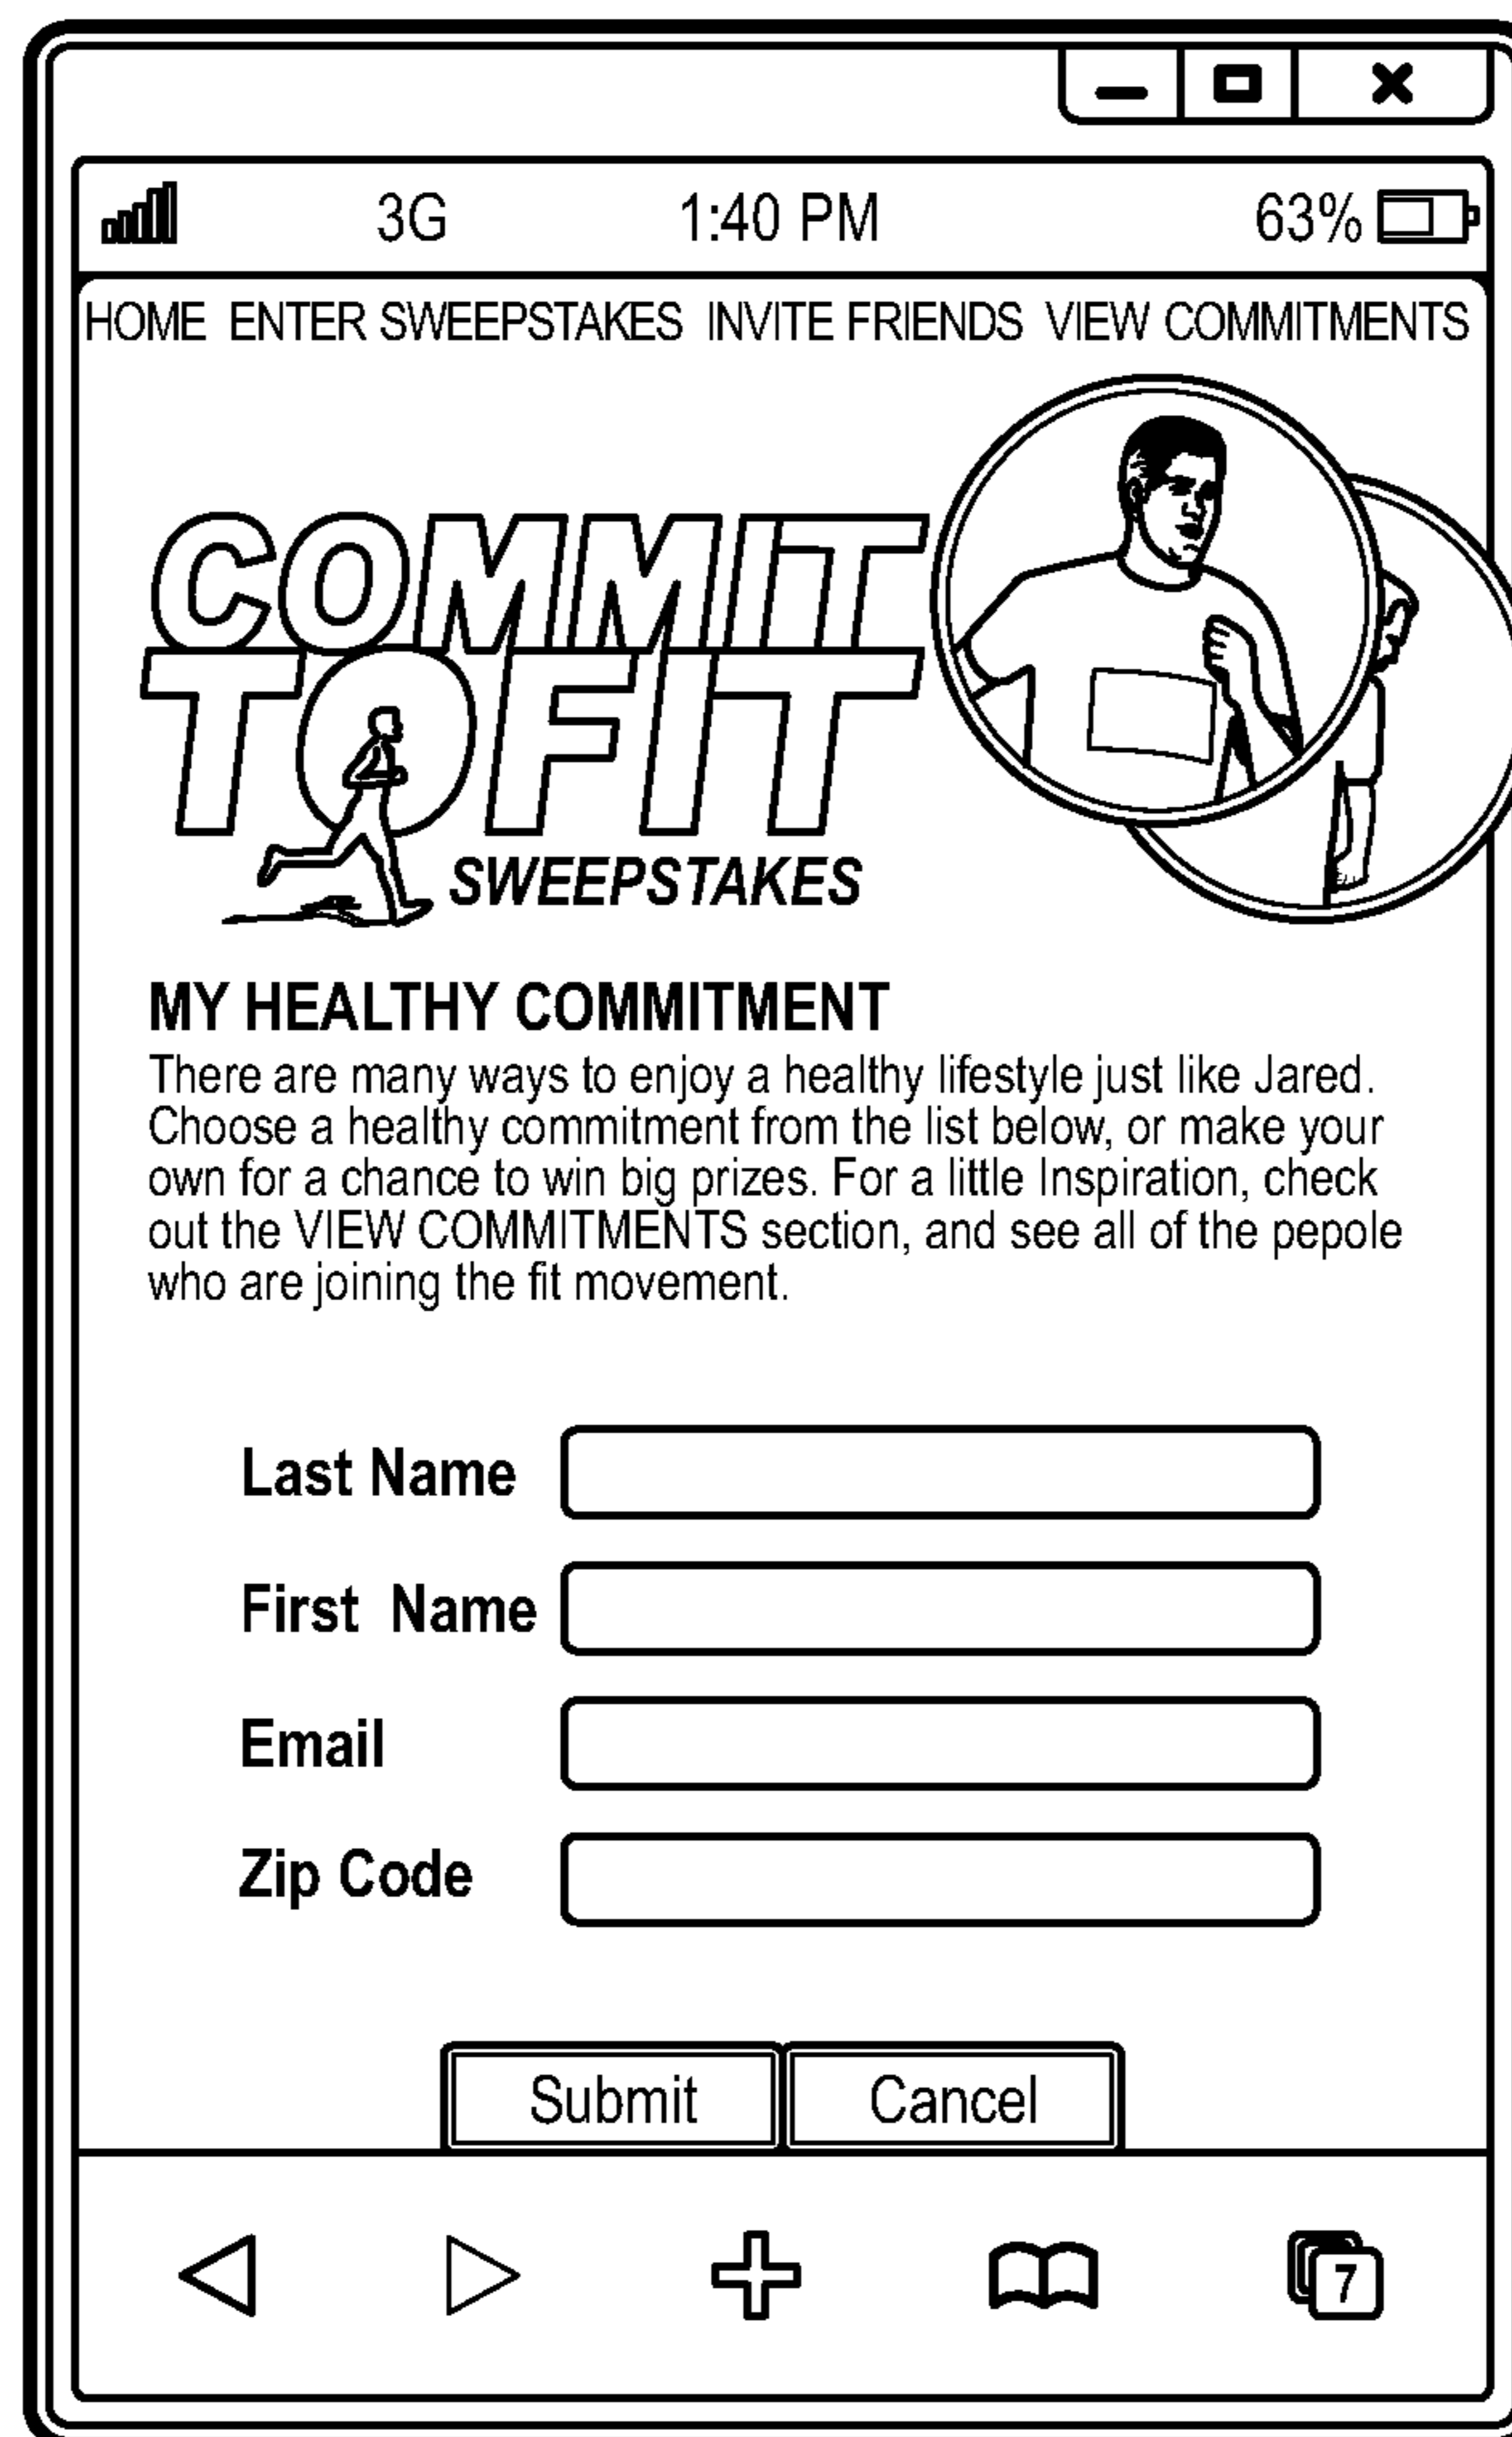 3G 1:40 PM 63%
HOME ENTER SWEEPSTAKES INVITE FRIENDS VIEW COMMITMENTS
COMMIT
TO FIT
SWEEPSTAKES
MY HEALTHY COMMITMENT
There are many ways to enjoy a healthy lifestyle just like Jared.
Choose a healthy commitment from the list below, or make your
own for a chance to win big prizes. For a little Inspiration, check
out the VIEW COMMITMENTS section, and see all of the pepole
who are joining the fit movement.
Last Name
First Name
Email
Zip Code
Submit Cancel
7